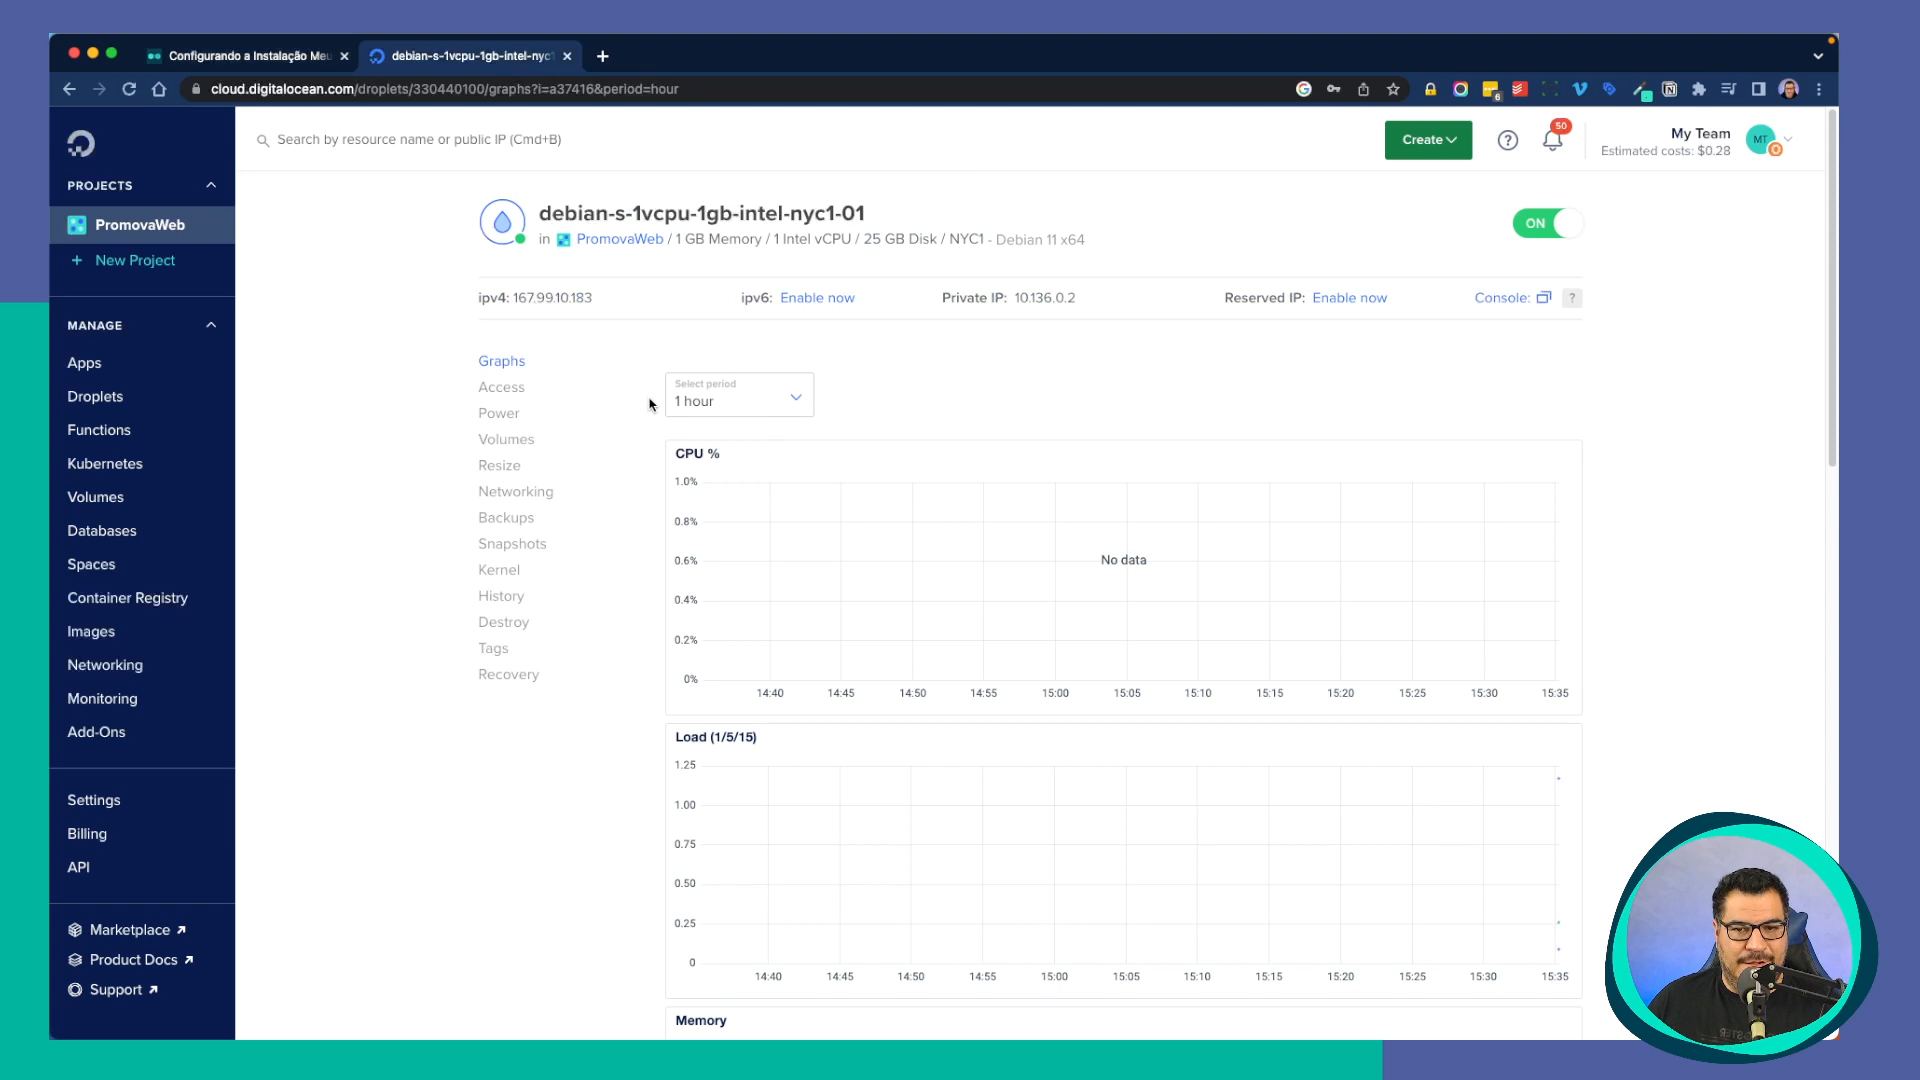 Configurando a Instalação Meu
debian-s-1vcpu-1gb-intel-nyc1
cloud.digitalocean.com/droplets/330440100/graphs?i=a37416&period=hour
6
Search by resource name or public IP (Cmd+B)
Create
50
My Team
Estimated costs: $0.28
MT
PROJECTS
PromovaWeb
+ New Project
MANAGE
Apps
Droplets
Functions
Kubernetes
Volumes
Databases
Spaces
Container Registry
Images
Networking
Monitoring
Add-Ons
Settings
Billing
API
Marketplace
Product Docs
Support
debian-s-1vcpu-1gb-intel-nyc1-01
in PromovaWeb / 1 GB Memory / 1 Intel vCPU / 25 GB Disk / NYC1 - Debian 11 x64
ON
ipv4: 167.99.10.183
ipv6: Enable now
Private IP: 10.136.0.2
Reserved IP: Enable now
Console:
?
Graphs
Access
Power
Volumes
Resize
Networking
Backups
Snapshots
Kernel
History
Destroy
Tags
Recovery
Select period
1 hour
CPU %
1.0%
0.8%
0.6%
0.4%
0.2%
0%
No data
14:40 14:45 14:50 14:55 15:00 15:05 15:10 15:15 15:20 15:25 15:30 15:35
Load (1/5/15)
1.25
1.00
0.75
0.50
0.25
0
14:40 14:45 14:50 14:55 15:00 15:05 15:10 15:15 15:20 15:25 15:30 15:35
Memory